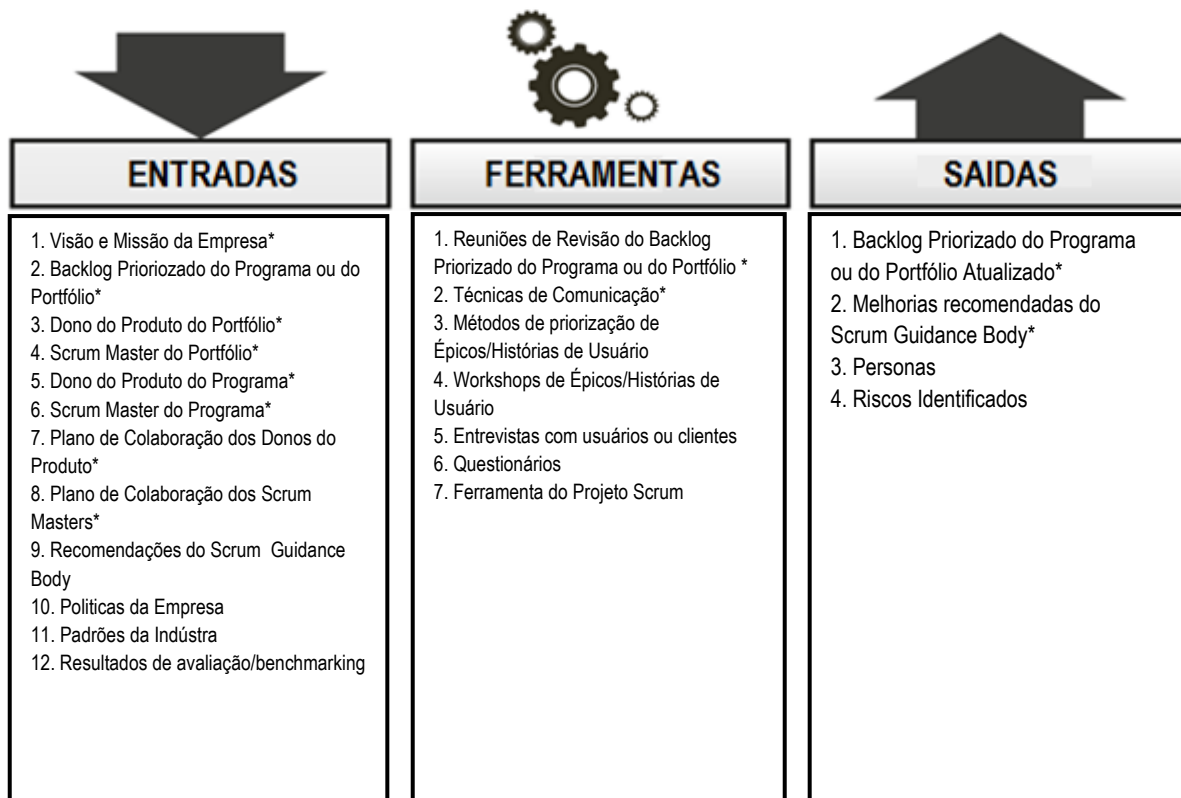 ENTRADAS
1. Visão e Missão da Empresa*
2. Backlog Prioriozado do Programa ou do
Portfólio*
3. Dono do Produto do Portfólio*
4. Scrum Master do Portfólio*
5. Dono do Produto do Programa*
6. Scrum Master do Programa*
7. Plano de Colaboração dos Donos do
Produto*
8. Plano de Colaboração dos Scrum
Masters*
9. Recomendações do Scrum  Guidance
Body
10. Politicas da Empresa
11. Padrões da Indústra
12. Resultados de avaliação/benchmarking
FERRAMENTAS
1. Reuniões de Revisão do Backlog
Priorizado do Programa ou do Portfólio *
2. Técnicas de Comunicação*
3. Métodos de priorização de
Épicos/Histórias de Usuário
4. Workshops de Épicos/Histórias de
Usuário
5. Entrevistas com usuários ou clientes
6. Questionários
7. Ferramenta do Projeto Scrum
SAIDAS
1. Backlog Priorizado do Programa
ou do Portfólio Atualizado*
2. Melhorias recomendadas do
Scrum Guidance Body*
3. Personas
4. Riscos Identificados